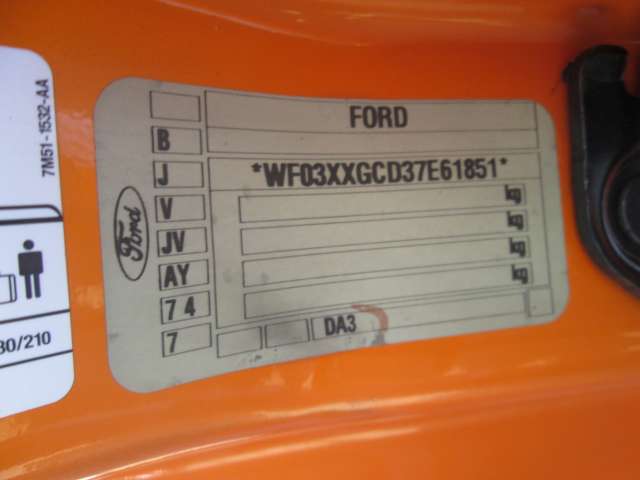 7M51-1532-AA
30/210
Ford
FORD
B
J
*WF03XXGCD37E61851*
V
kg
JV
kg
AY
kg
7 4
kg
7
DA3